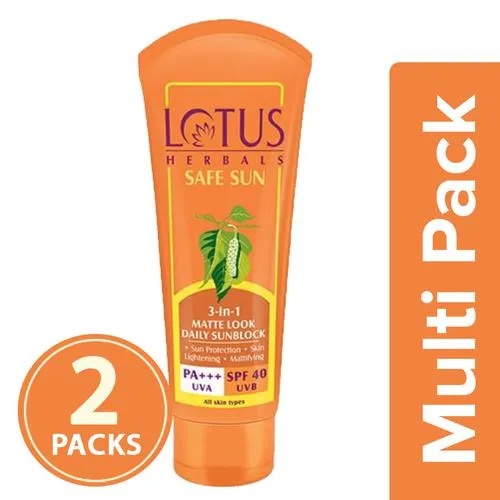 LOTUS
HERBALS
SAFE SUN
3-in-1
MATTE LOOK
DAILY SUNBLOCK
• Sun Protection • Skin
Lightening • Mattifying
PA+++
UVA
SPF 40
UVB
All skin types
2
PACKS
Multi Pack